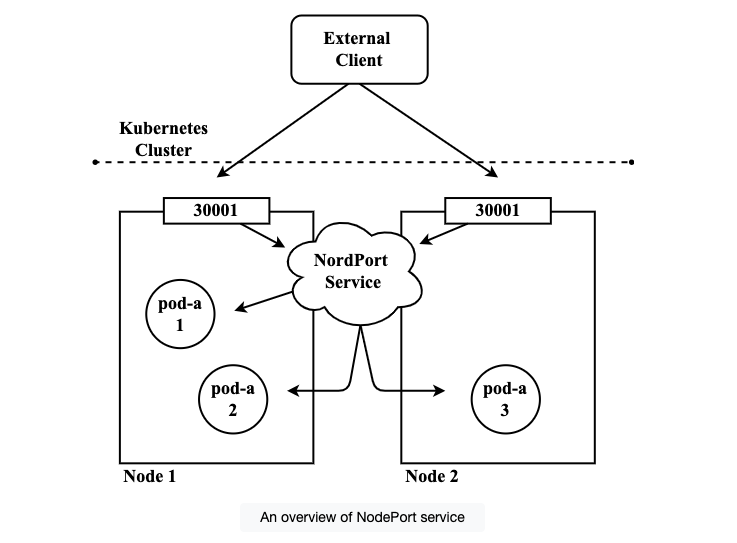 External
Client
Kubernetes
Cluster
30001
30001
NordPort
Service
pod-a
1
pod-a
2
pod-a
3
Node 1
Node 2
An overview of NodePort service